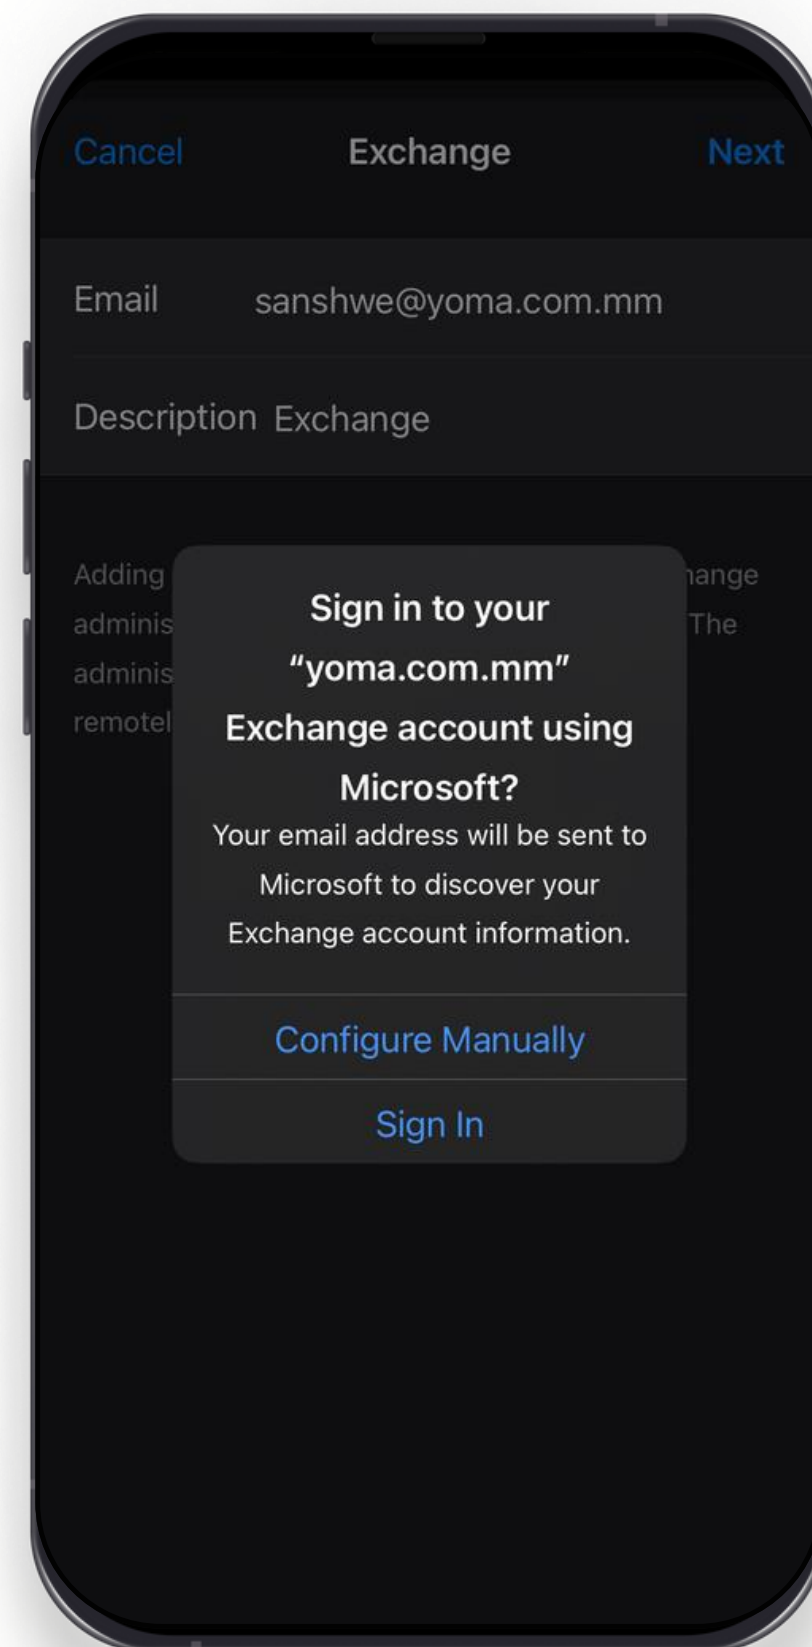 Cancel Exchange Next
Email sanshwe@yoma.com.mm
Description Exchange
Adding
hange
adminis
The
adminis
remotel
Sign in to your
“yoma.com.mm”
Exchange account using
Microsoft?
Your email address will be sent to
Microsoft to discover your
Exchange account information.
Configure Manually
Sign In